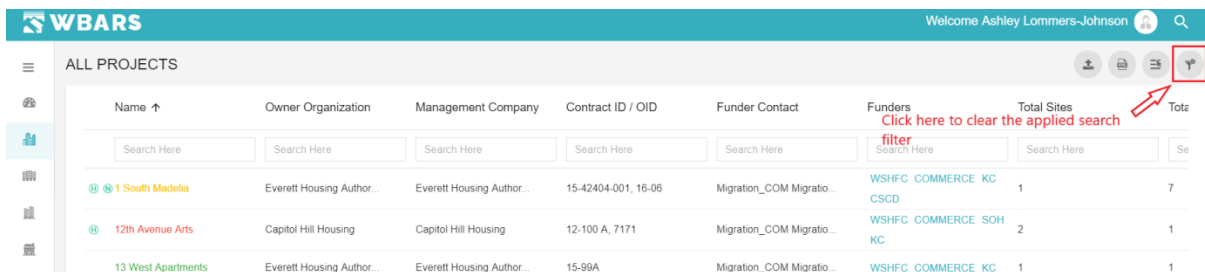 WBARS
Welcome Ashley Lommers-Johnson
ALL PROJECTS
Name Owner Organization Management Company Contract ID / OID Funder Contact Funders Total Sites Tota
Click here to clear the applied search
filter
Search Here Search Here Search Here Search Here Search Here Search Here Search Here Se
H N 1 South Madelia Everett Housing Author... Everett Housing Author... 15-42404-001, 16-06 Migration_COM Migratio... WSHFC COMMERCE KC 1 7
CSCD
H 12th Avenue Arts Capitol Hill Housing Capitol Hill Housing 12-100 A, 7171 Migration_COM Migratio... WSHFC COMMERCE SOH 2 1
KC
13 West Apartments Everett Housing Author... Everett Housing Author... 15-99A Migration_COM Migratio... WSHFC COMMERCE KC 1 1